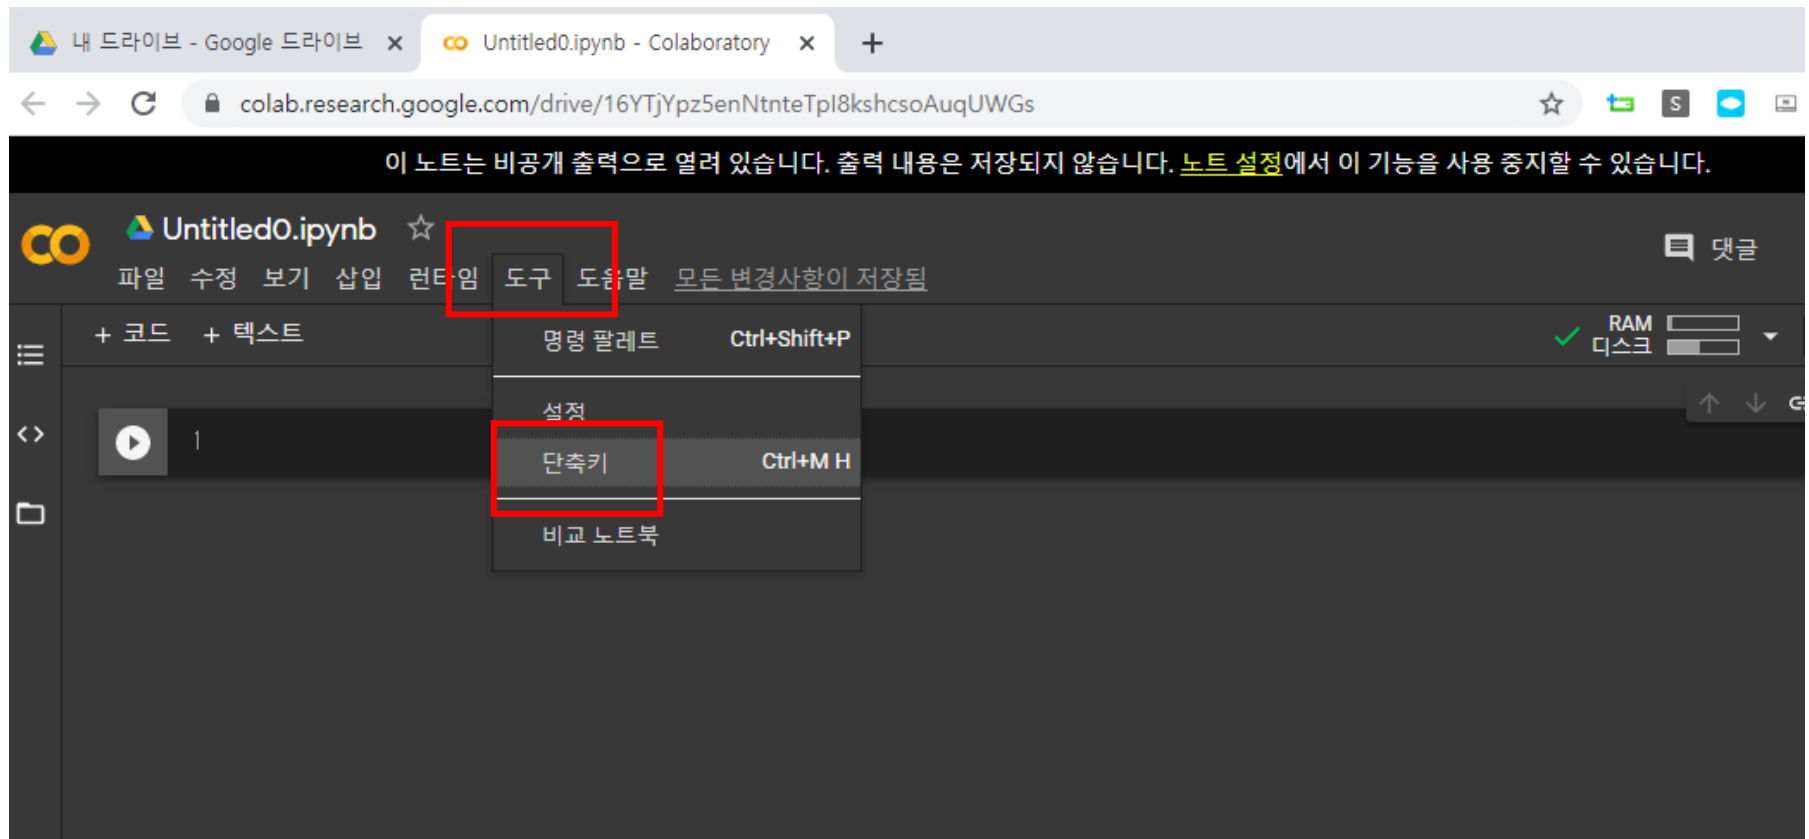 내 드라이브 - Google 드라이브
Untitled0.ipynb - Colaboratory
colab.research.google.com/drive/16YTjYpz5enNtnteTpI8kshcsoAuqUWGs
S
이 노트는 비공개 출력으로 열려 있습니다. 출력 내용은 저장되지 않습니다. 노트 설정에서 이 기능을 사용 중지할 수 있습니다.
Untitled0.ipynb
댓글
파일 수정 보기 삽입 런타임 도구 도움말 모든 변경사항이 저장됨
+ 코드 + 텍스트
RAM
디스크
명령 팔레트 Ctrl+Shift+P
설정
단축키 Ctrl+M H
비교 노트북
1